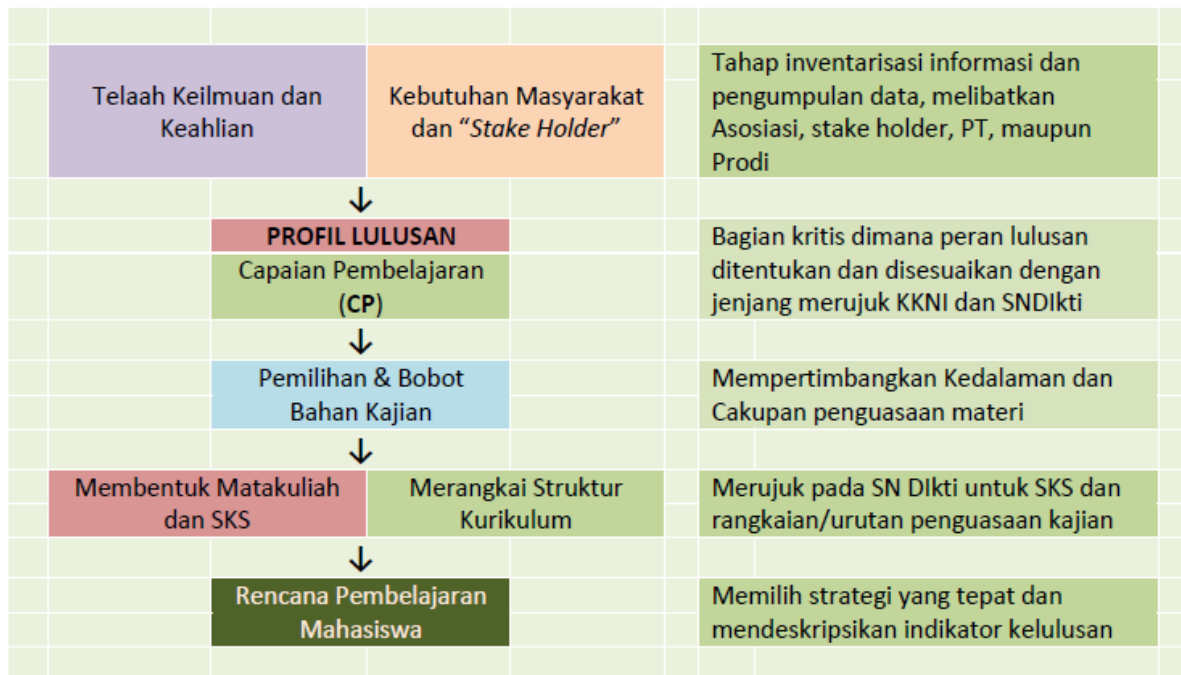 Telaah Keilmuan dan
Keahlian
Kebutuhan Masyarakat
dan “Stake Holder”
Tahap inventarisasi informasi dan
pengumpulan data, melibatkan
Asosiasi, stake holder, PT, maupun
Prodi
↓
PROFIL LULUSAN
Capaian Pembelajaran
(CP)
Bagian kritis dimana peran lulusan
ditentukan dan disesuaikan dengan
jenjang merujuk KKNI dan SNDIkti
↓
Pemilihan & Bobot
Bahan Kajian
Mempertimbangkan Kedalaman dan
Cakupan penguasaan materi
↓
Membentuk Matakuliah
dan SKS
Merangkai Struktur
Kurikulum
Merujuk pada SN DIkti untuk SKS dan
rangkaian/urutan penguasaan kajian
↓
Rencana Pembelajaran
Mahasiswa
Memilih strategi yang tepat dan
mendeskripsikan indikator kelulusan